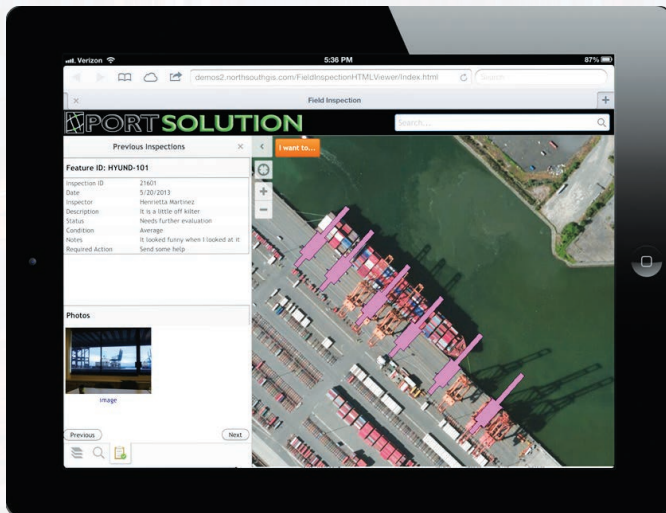 Verizon 5:36 PM 87%
demos2.northsouthgis.com/FieldInspectionHTMLViewer/index.html Search
Field Inspection
PORT SOLUTION Search...
Previous Inspections
I want to...
Feature ID: HYUND-101
Inspection ID 21601
Date 5/20/2013
Inspector Henrietta Martinez
Description It is a little off kilter
Status Needs further evaluation
Condition Average
Notes It looked funny when I looked at it
Required Action Send some help
Photos
image
Previous Next